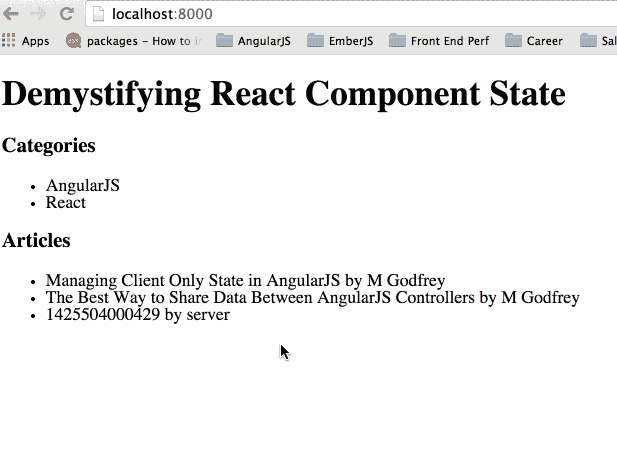 localhost:8000
Apps packages – How to AngularJS EmberJS Front End Perf Career Sal
Demystifying React Component State
Categories
AngularJS
React
Articles
Managing Client Only State in AngularJS by M Godfrey
The Best Way to Share Data Between AngularJS Controllers by M Godfrey
1425504000429 by server